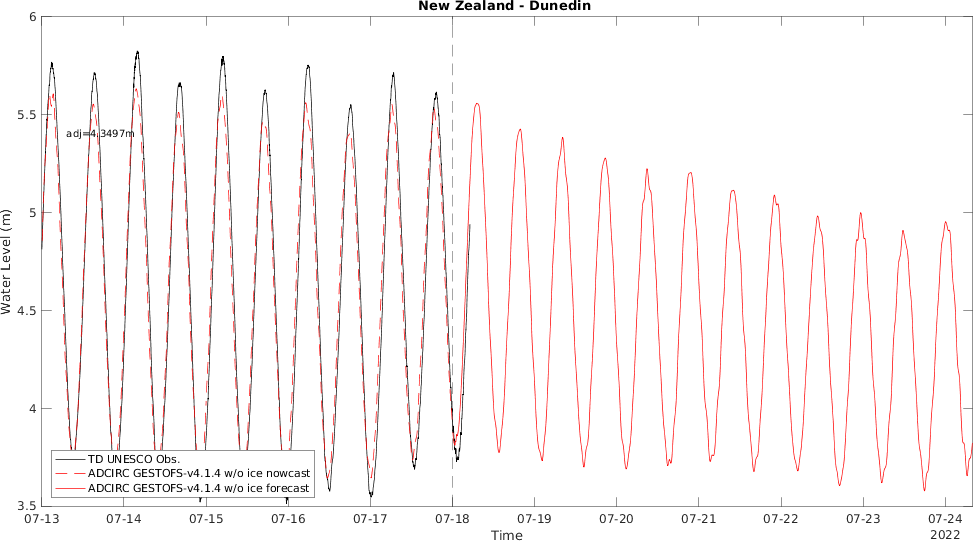 New Zealand - Dunedin
6
5.5
5
4.5
4
3.5
Water Level (m)
adj=4.3497m
TD UNESCO Obs.
ADCIRC GESTOFS-v4.1.4 w/o ice nowcast
ADCIRC GESTOFS-v4.1.4 w/o ice forecast
07-13 07-14 07-15 07-16 07-17 07-18 07-19 07-20 07-21 07-22 07-23 07-24
2022
Time